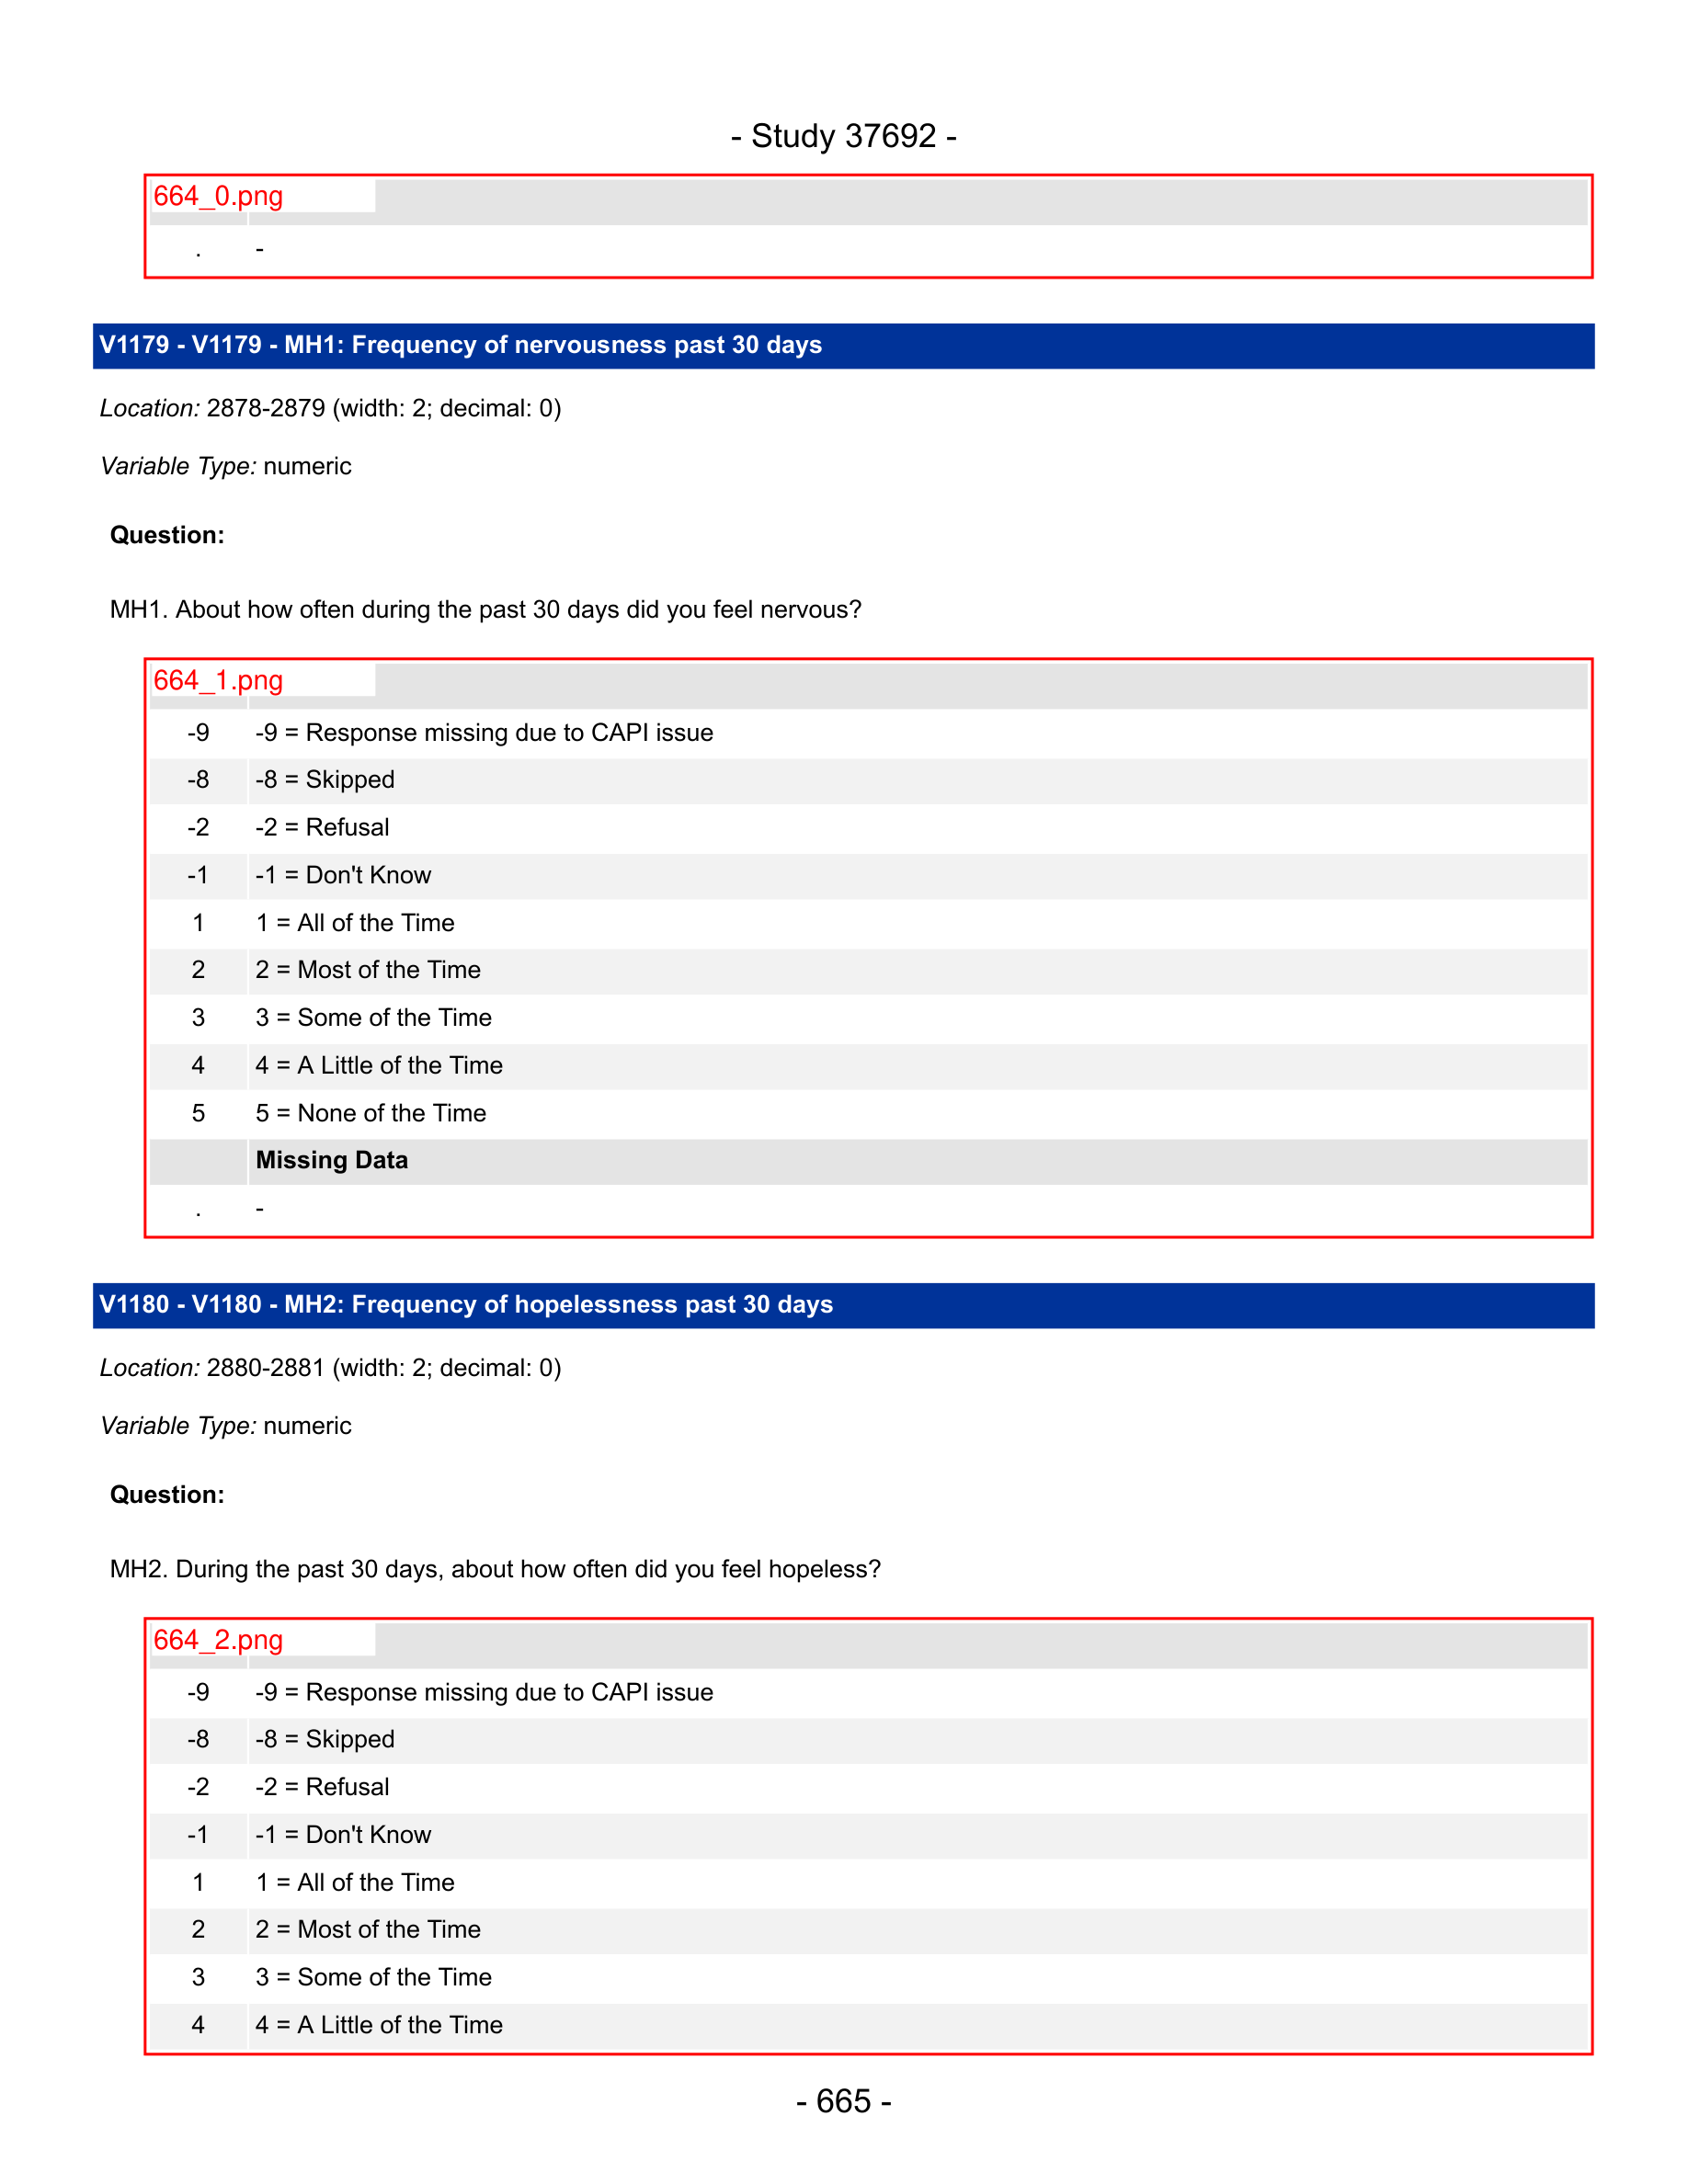 - Study 37692 -
664_0.png
. -
V1179 - V1179 - MH1: Frequency of nervousness past 30 days
Location: 2878-2879 (width: 2; decimal: 0)
Variable Type: numeric
Question:
MH1. About how often during the past 30 days did you feel nervous?
664_1.png
-9 -9 = Response missing due to CAPI issue
-8 -8 = Skipped
-2 -2 = Refusal
-1 -1 = Don't Know
1 1 = All of the Time
2 2 = Most of the Time
3 3 = Some of the Time
4 4 = A Little of the Time
5 5 = None of the Time
Missing Data
. -
V1180 - V1180 - MH2: Frequency of hopelessness past 30 days
Location: 2880-2881 (width: 2; decimal: 0)
Variable Type: numeric
Question:
MH2. During the past 30 days, about how often did you feel hopeless?
664_2.png
-9 -9 = Response missing due to CAPI issue
-8 -8 = Skipped
-2 -2 = Refusal
-1 -1 = Don't Know
1 1 = All of the Time
2 2 = Most of the Time
3 3 = Some of the Time
4 4 = A Little of the Time
- 665 -